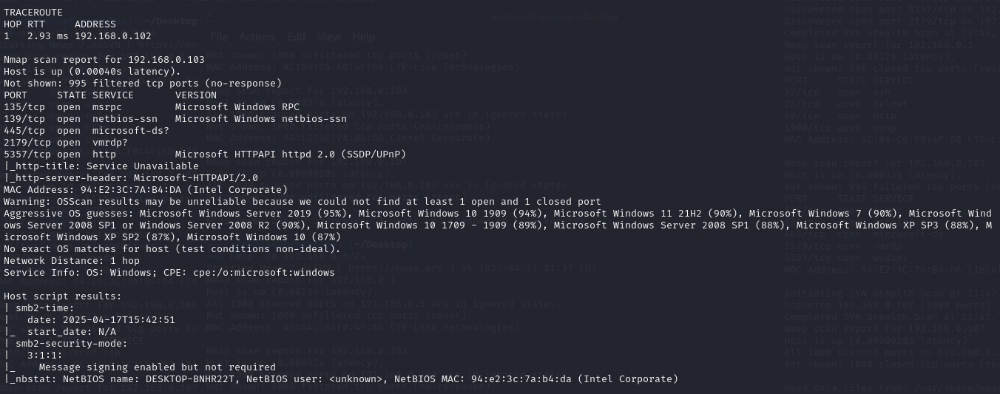 TRACEROUTE
HOP RTT     ADDRESS
1   2.93 ms 192.168.0.102

Nmap scan report for 192.168.0.103
Host is up (0.00040s latency).
Not shown: 995 filtered tcp ports (no-response)
PORT     STATE SERVICE       VERSION
135/tcp  open  msrpc         Microsoft Windows RPC
139/tcp  open  netbios-ssn   Microsoft Windows netbios-ssn
445/tcp  open  microsoft-ds?
2179/tcp open  vmrdp?
5357/tcp open  http          Microsoft HTTPAPI httpd 2.0 (SSDP/UPnP)
|_http-title: Service Unavailable
|_http-server-header: Microsoft-HTTPAPI/2.0
MAC Address: 94:E2:3C:7A:B4:DA (Intel Corporate)
Warning: OSScan results may be unreliable because we could not find at least 1 open and 1 closed port
Aggressive OS guesses: Microsoft Windows Server 2019 (95%), Microsoft Windows 10 1909 (94%), Microsoft Windows 11 21H2 (90%), Microsoft Windows 7 (90%), Microsoft Wind
ows Server 2008 SP1 or Windows Server 2008 R2 (90%), Microsoft Windows 10 1709 - 1909 (89%), Microsoft Windows Server 2008 SP1 (88%), Microsoft Windows XP SP3 (88%), M
icrosoft Windows XP SP2 (87%), Microsoft Windows 10 (87%)
No exact OS matches for host (test conditions non-ideal).
Network Distance: 1 hop
Service Info: OS: Windows; CPE: cpe:/o:microsoft:windows

Host script results:
| smb2-time:
|   date: 2025-04-17T15:42:51
|_  start_date: N/A
| smb2-security-mode:
|   3:1:1:
|_    Message signing enabled but not required
|_nbstat: NetBIOS name: DESKTOP-BNHR22T, NetBIOS user: <unknown>, NetBIOS MAC: 94:e2:3c:7a:b4:da (Intel Corporate)